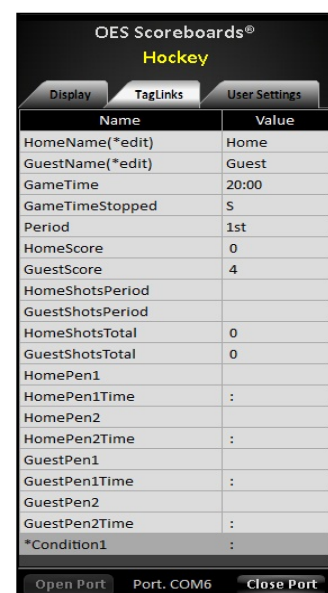 OES Scoreboards®
Hockey
Display TagLinks User Settings
Name Value
HomeName(*edit) Home
GuestName(*edit) Guest
GameTime 20:00
GameTimeStopped S
Period 1st
HomeScore 0
GuestScore 4
HomeShotsPeriod
GuestShotsPeriod
HomeShotsTotal 0
GuestShotsTotal 0
HomePen1
HomePen1Time :
HomePen2
HomePen2Time :
GuestPen1
GuestPen1Time :
GuestPen2
GuestPen2Time :
*Condition1 :
Open Port Port. COM6 Close Port